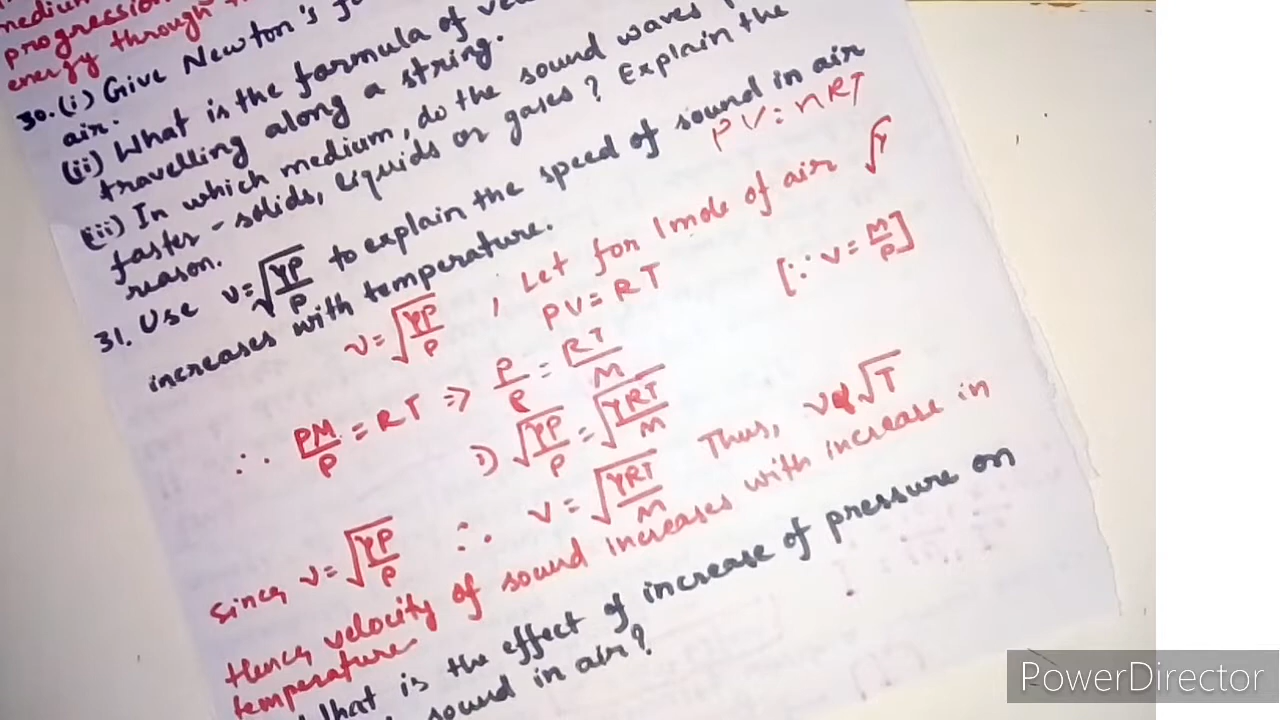 medium
progression
energy through
30. (i) Give Newton's
air.
(ii) What is the formula of
travelling along a string.
(iii) In which medium, do the sound waves
faster - solids, liquids or gases? Explain the
reason.
31. Use v=√(γP/ρ) to explain the speed of sound in air
increases with temperature.
PV = nRT
v=√(γP/ρ) , Let for 1 mole of air √γ
PV = RT [∵ V = M/ρ]
∴ PM/ρ = RT ⇒ P/ρ = RT/M
⇒ √(γP/ρ) = √(γRT/M)
Since, v=√(γP/ρ) ∴ v = √(γRT/M) Thus, v α √T
Hence, velocity of sound increases with increase in
temperature
What is the effect of increase of pressure on
sound in air?
PowerDirector